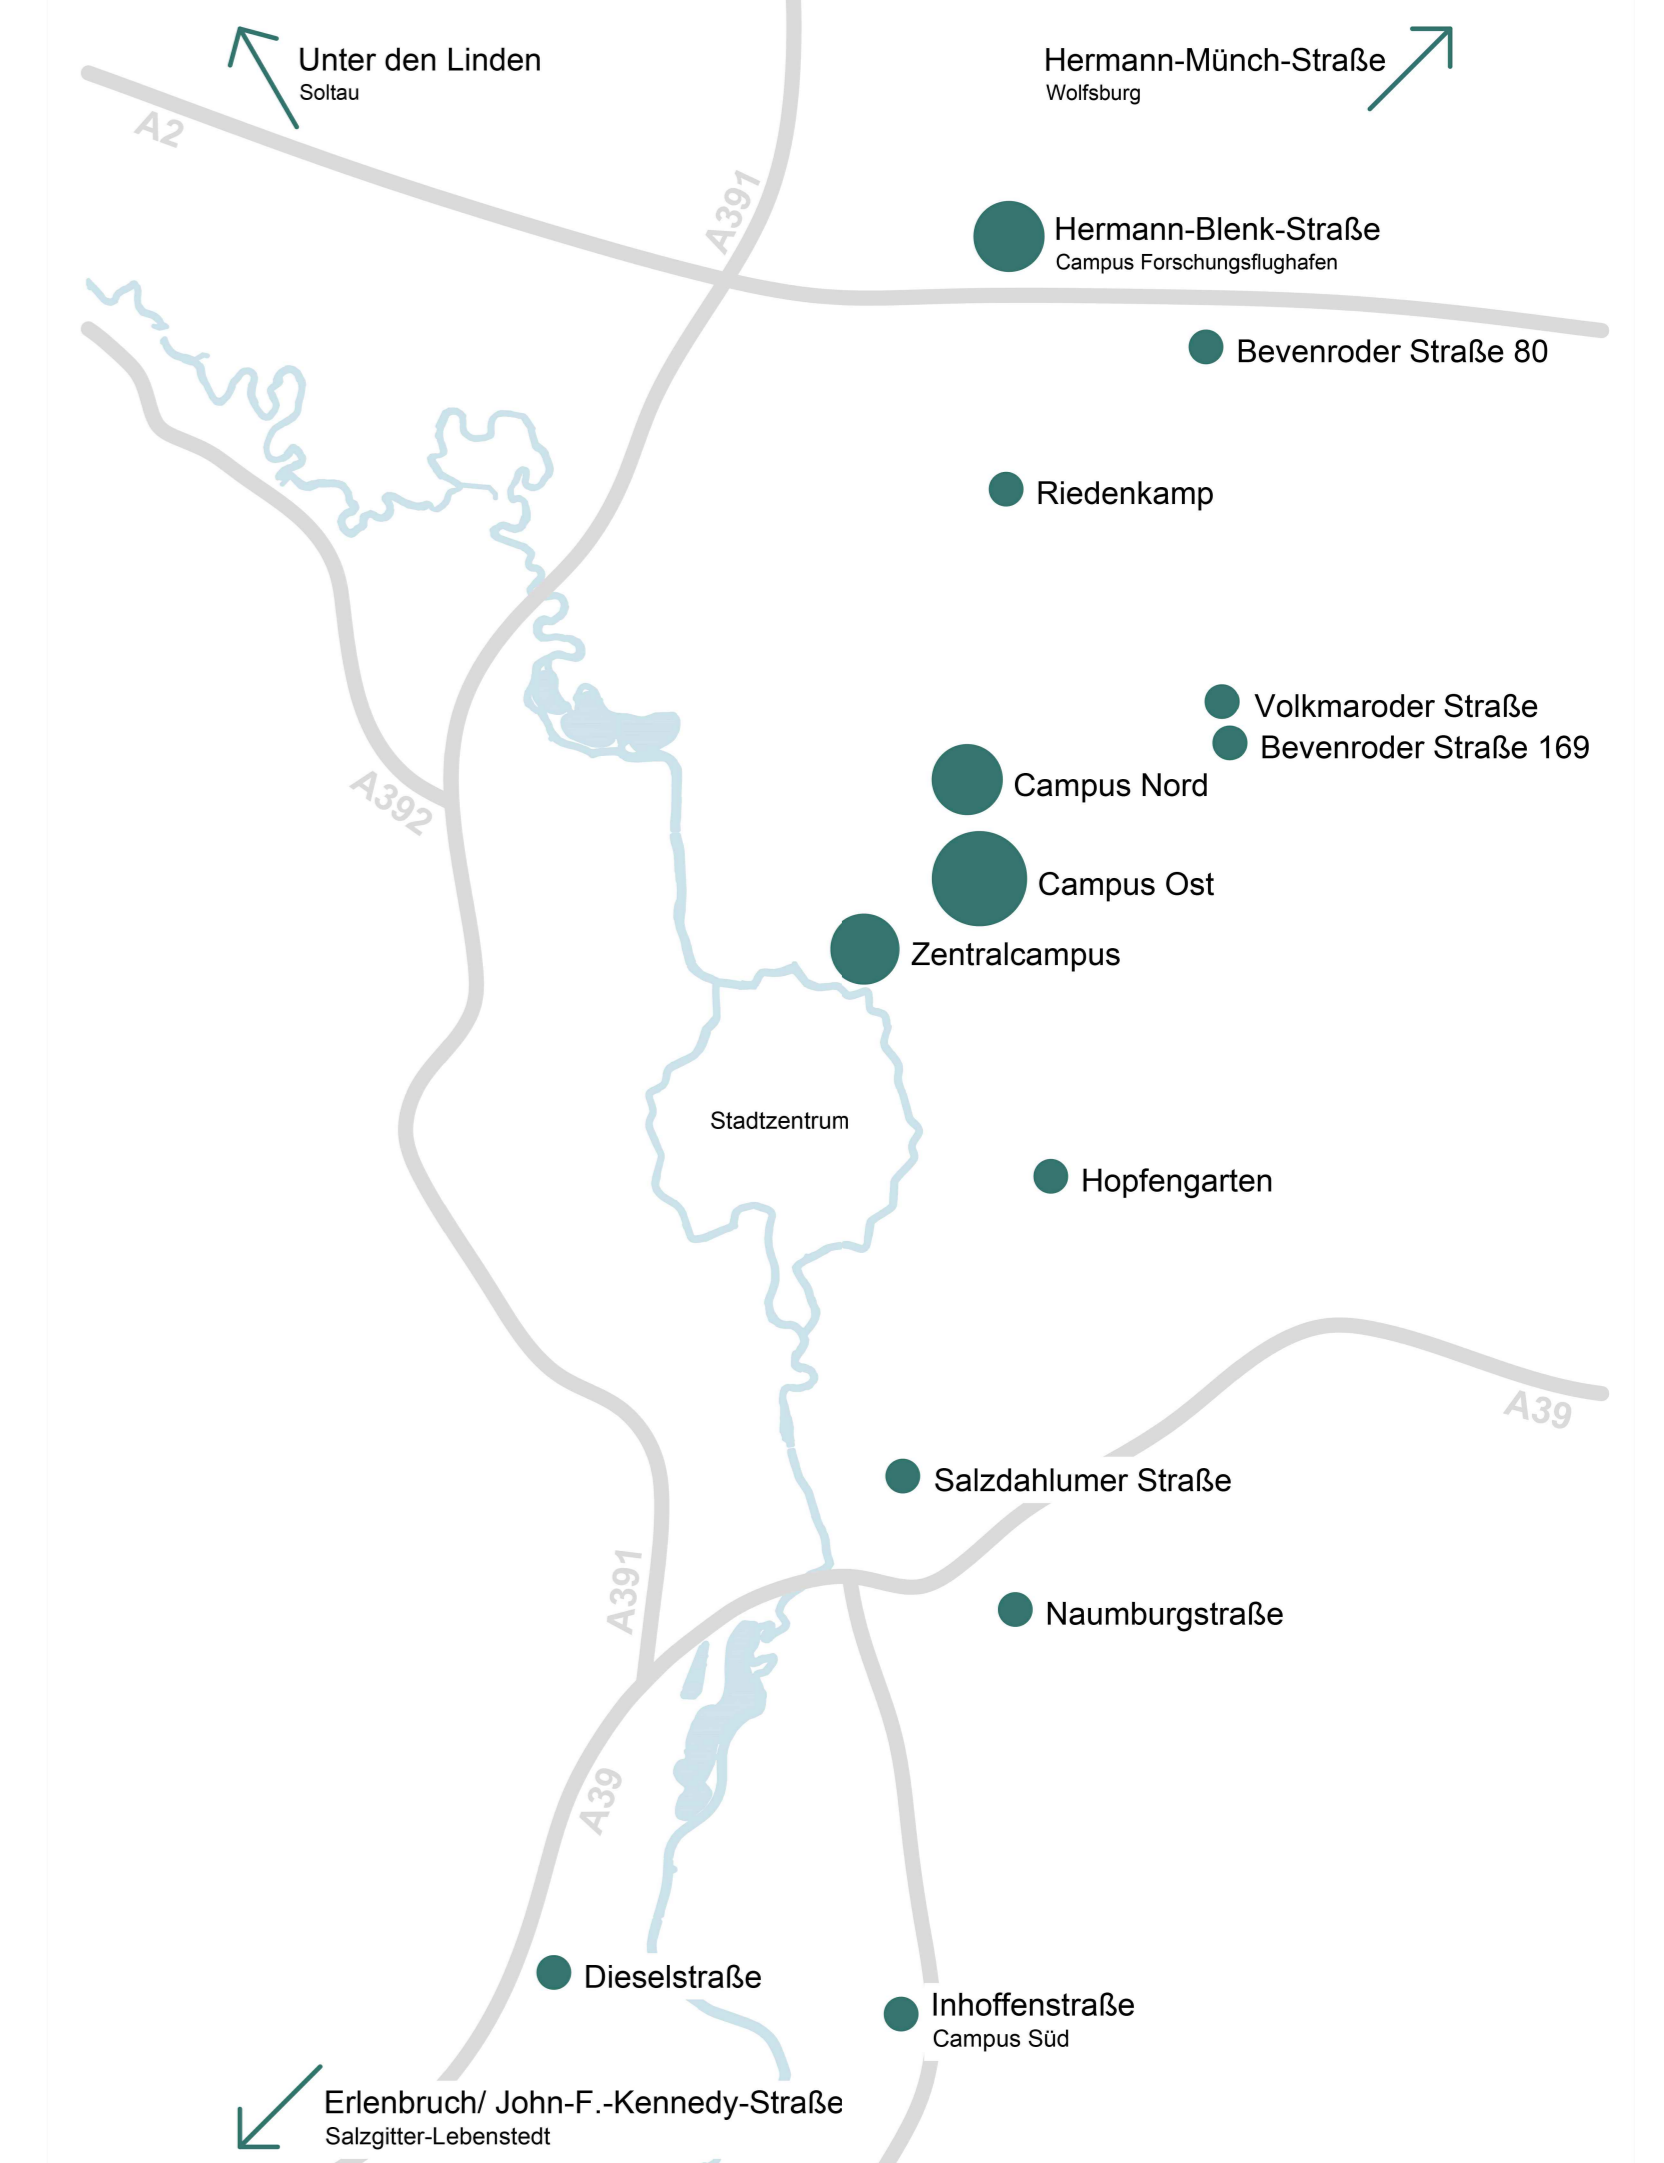 Unter den Linden
Soltau
Hermann-Münch-Straße
Wolfsburg
A2
A391
Hermann-Blenk-Straße
Campus Forschungsflughafen
Bevenroder Straße 80
Riedenkamp
Volkmaroder Straße
Bevenroder Straße 169
Campus Nord
A392
Campus Ost
Zentralcampus
Stadtzentrum
Hopfengarten
A39
Salzdahlumer Straße
A391
Naumburgstraße
A39
Dieselstraße
Inhoffenstraße
Campus Süd
Erlenbruch/ John-F.-Kennedy-Straße
Salzgitter-Lebenstedt